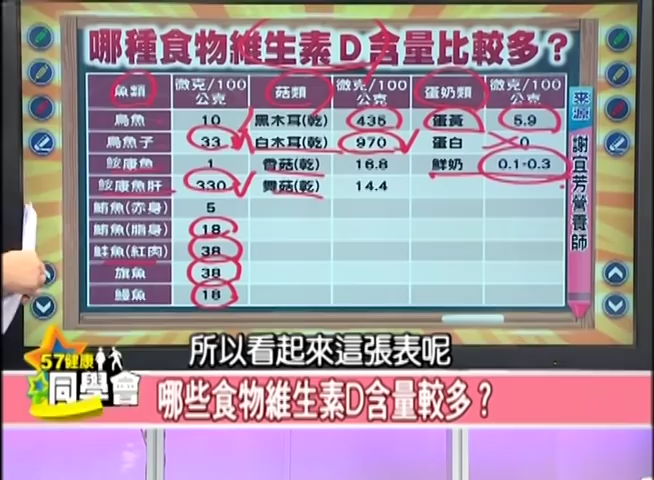 哪種食物維生素D含量比較多？
魚類 微克/100公克 菇類 微克/100公克 蛋奶類 微克/100公克
烏魚 10 黑木耳(乾) 435 蛋黃 5.9
烏魚子 33 白木耳(乾) 970 蛋白 0
鮟康魚 1 雪菇(乾) 16.8 鮮奶 0.1-0.3
鮟康魚肝 330 舞菇(乾) 14.4
鮪魚(赤身) 5
鮪魚(脂身) 18
鮭魚(紅肉) 38
旗魚 38
鰻魚 18
來源
謝宜芳營養師
所以看起來這張表呢
57健康
同學會
哪些食物維生素D含量較多？